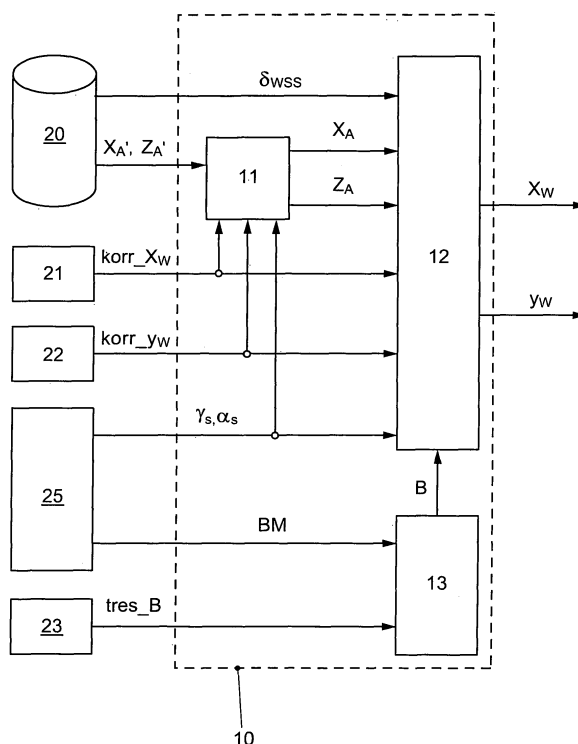 δWSS
20
XA', ZA'
XA
11
ZA
XW
12
21
korr_XW
yW
22
korr_yW
γs,αs
25
B
BM
13
23
tres_B
10